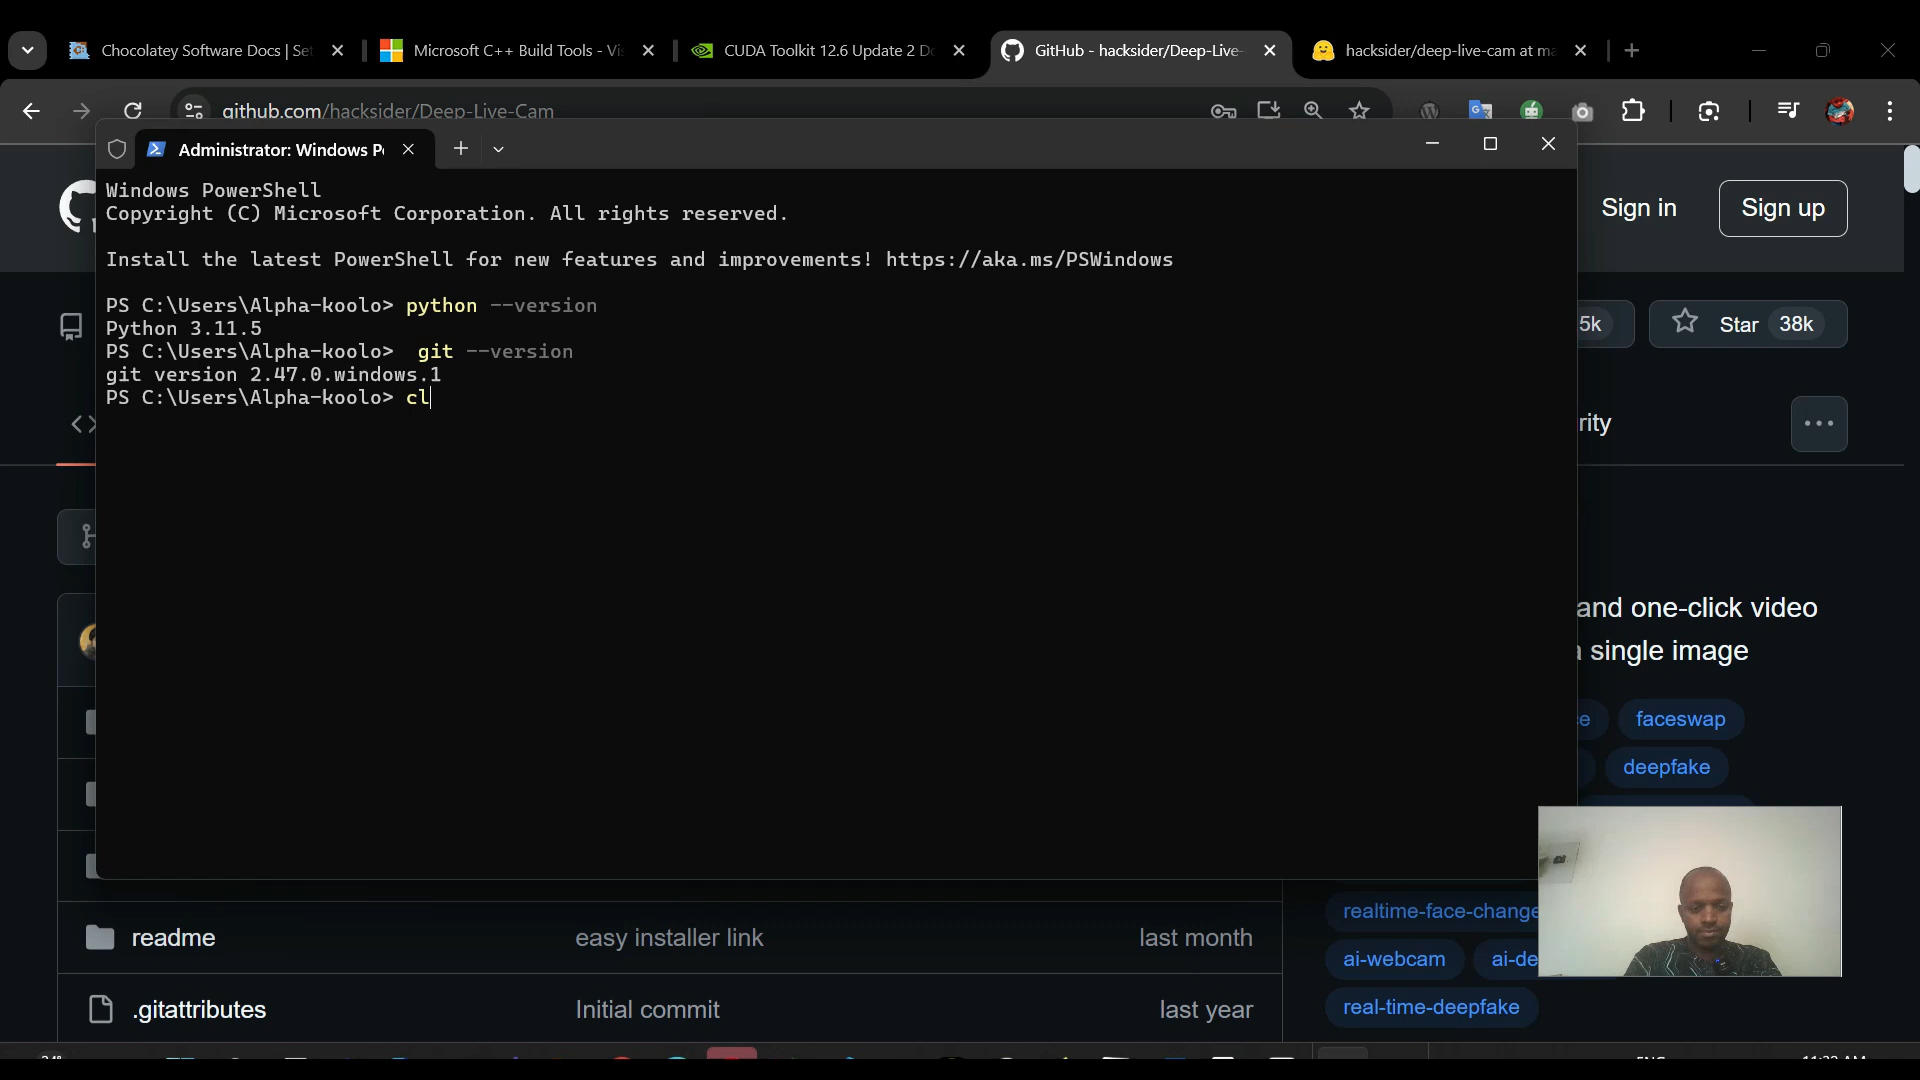 Chocolatey Software Docs | Set
Microsoft C++ Build Tools - Vis
CUDA Toolkit 12.6 Update 2 Do
GitHub - hacksider/Deep-Live-
hacksider/deep-live-cam at ma
github.com/hacksider/Deep-Live-Cam
Administrator: Windows P
Windows PowerShell
Copyright (C) Microsoft Corporation. All rights reserved.
Install the latest PowerShell for new features and improvements! https://aka.ms/PSWindows
PS C:\Users\Alpha-koolo> python --version
Python 3.11.5
PS C:\Users\Alpha-koolo>  git --version
git version 2.47.0.windows.1
PS C:\Users\Alpha-koolo> cl
Sign in
Sign up
5k
Star 38k
rity
and one-click video
a single image
ce
faceswap
deepfake
realtime-face-change
ai-webcam
ai-de
real-time-deepfake
readme
easy installer link
last month
.gitattributes
Initial commit
last year